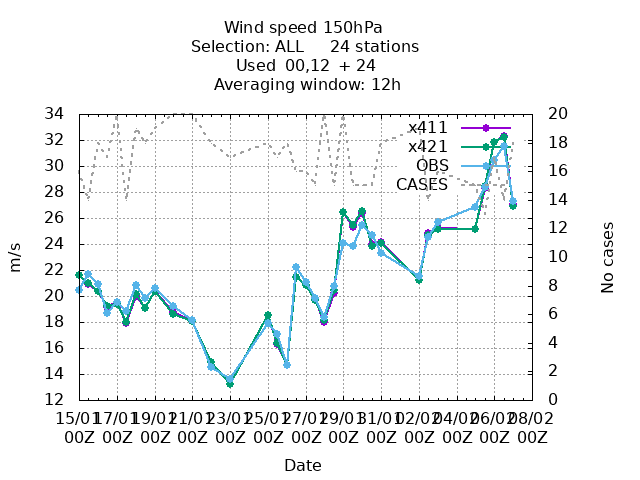 Wind speed 150hPa
Selection: ALL 24 stations
Used 00,12 + 24
Averaging window: 12h
34 20
32 18
30 16
28 14
26 12
24 10
22 8
20 6
18 4
16 2
14 0
12
x411
x421
OBS
CASES
m/s
No cases
15/01 17/01 19/01 21/01 23/01 25/01 27/01 29/01 31/01 02/02 04/02 06/02 08/02
00Z 00Z 00Z 00Z 00Z 00Z 00Z 00Z 00Z 00Z 00Z 00Z 00Z
Date